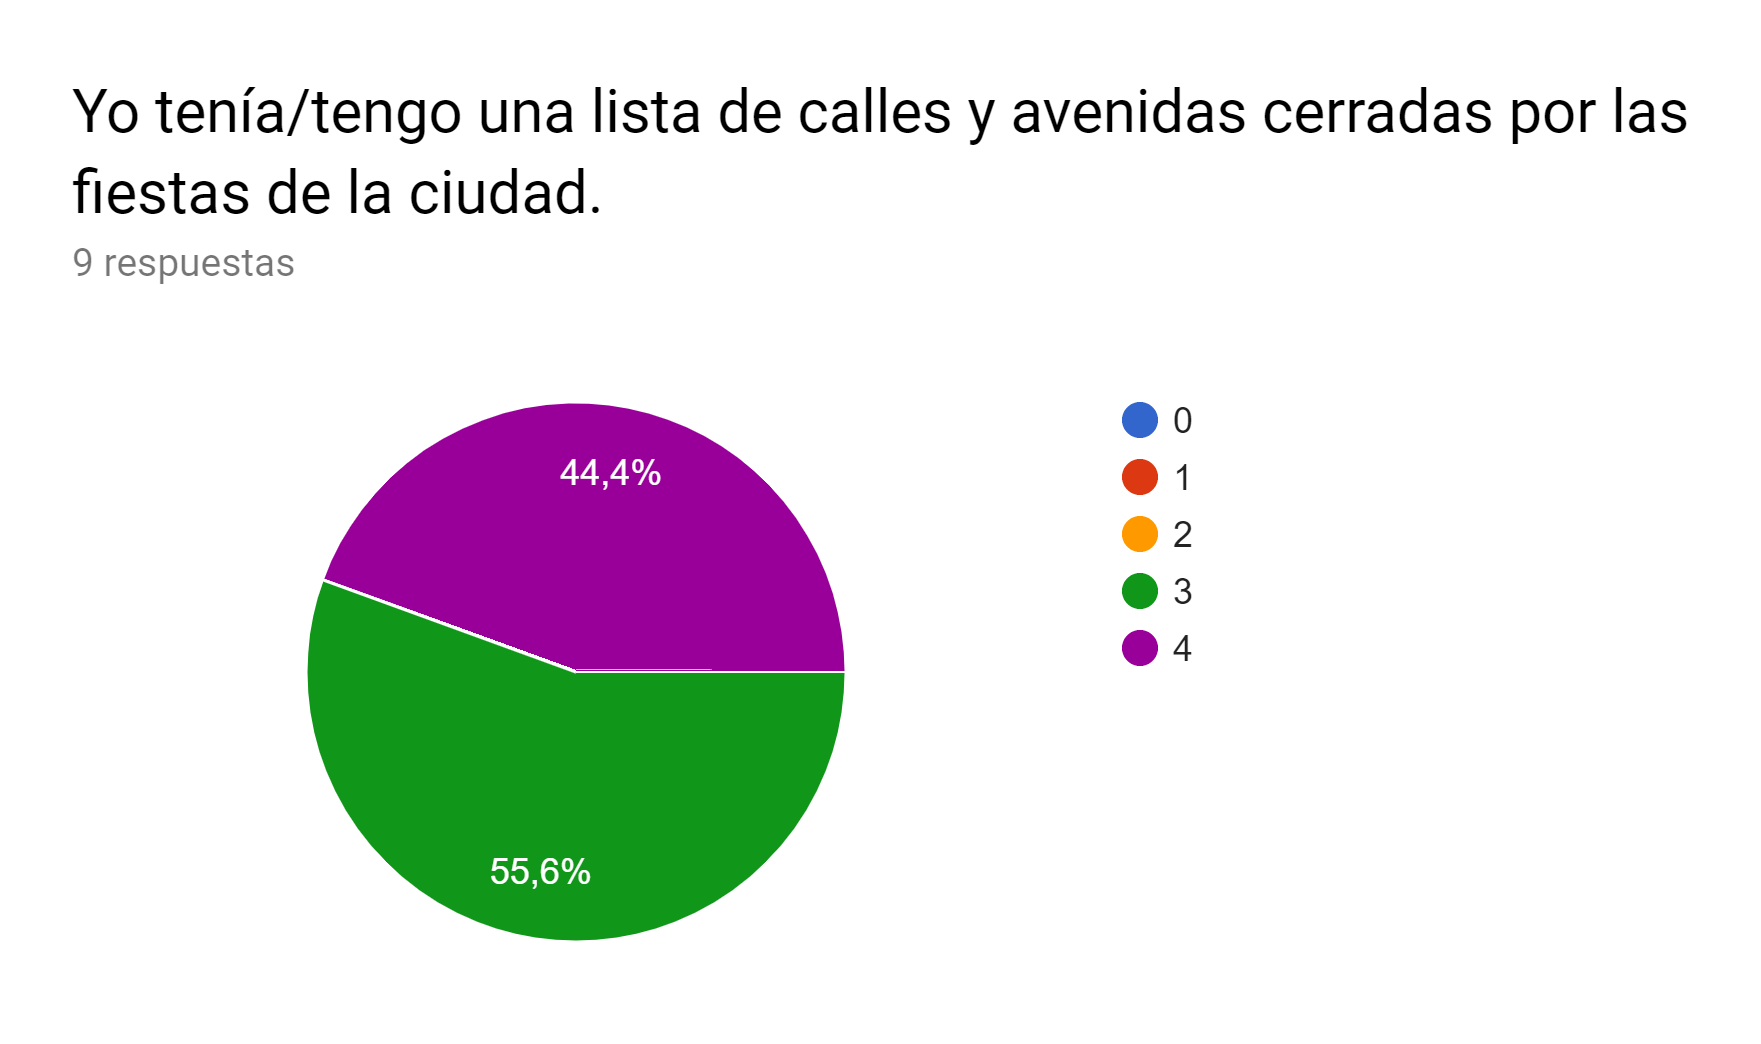 Yo tenía/tengo una lista de calles y avenidas cerradas por las
fiestas de la ciudad.
9 respuestas
44,4%
55,6%
0
1
2
3
4